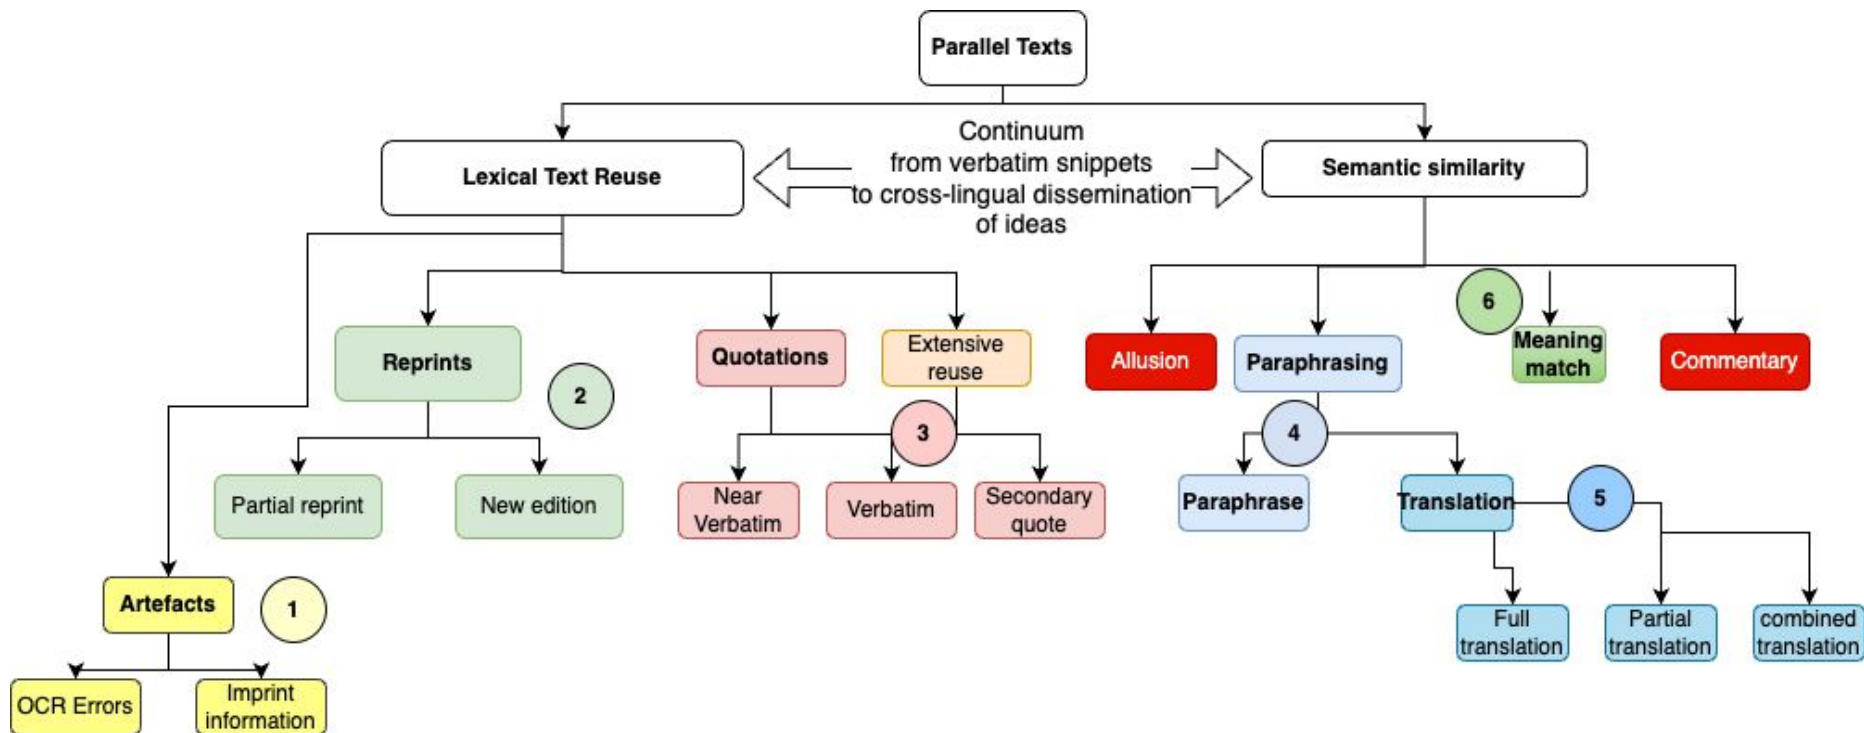 Parallel Texts
Continuum
from verbatim snippets
to cross-lingual dissemination
of ideas
Lexical Text Reuse
Semantic similarity
6
Reprints
Quotations
Extensive
reuse
Allusion
Paraphrasing
Meaning
match
Commentary
2
3
4
Partial reprint
New edition
Near
Verbatim
Verbatim
Secondary
quote
Paraphrase
Translation
5
Artefacts
1
Full
translation
Partial
translation
combined
translation
OCR Errors
Imprint
information